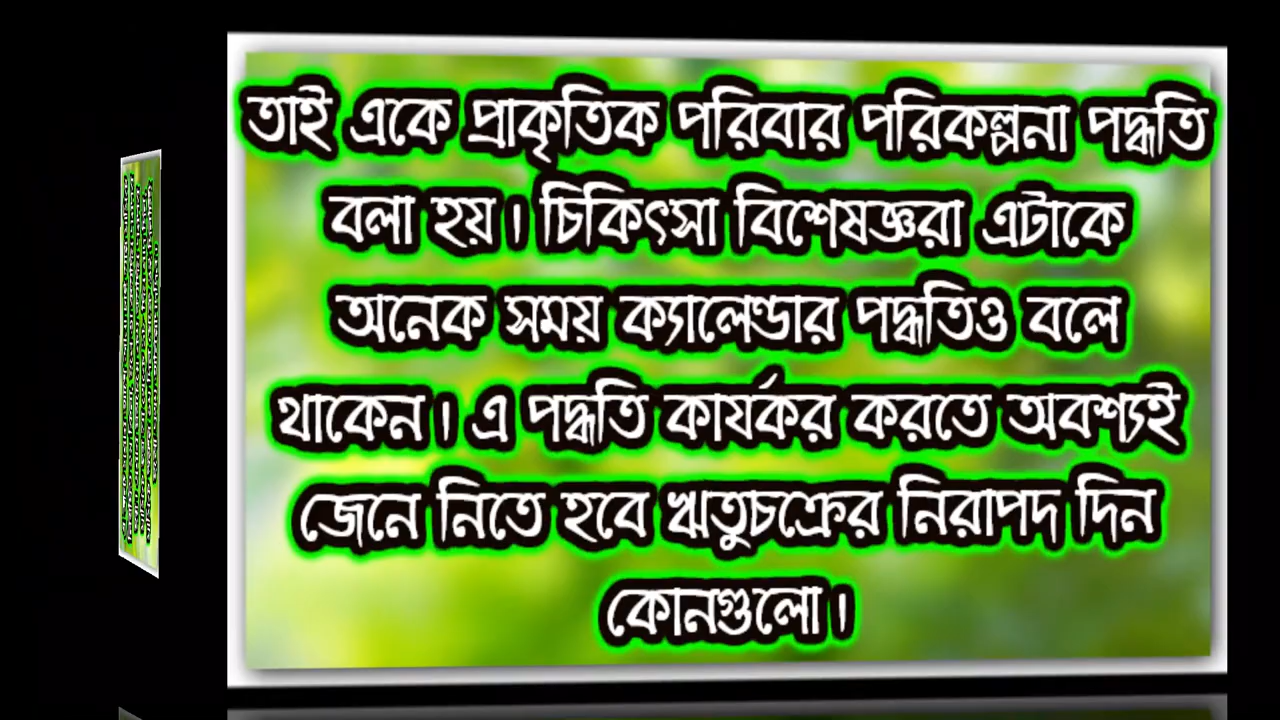 তাই একে প্রাকৃতিক পরিবার পরিকল্পনা পদ্ধতি
বলা হয়। চিকিৎসা বিশেষজ্ঞরা এটাকে
অনেক সময় ক্যালেন্ডার পদ্ধতিও বলে
থাকেন। এ পদ্ধতি কার্যকর করতে অবশ্যই
জেনে নিতে হবে ঋতুচক্রের নিরাপদ দিন
কোনগুলো।